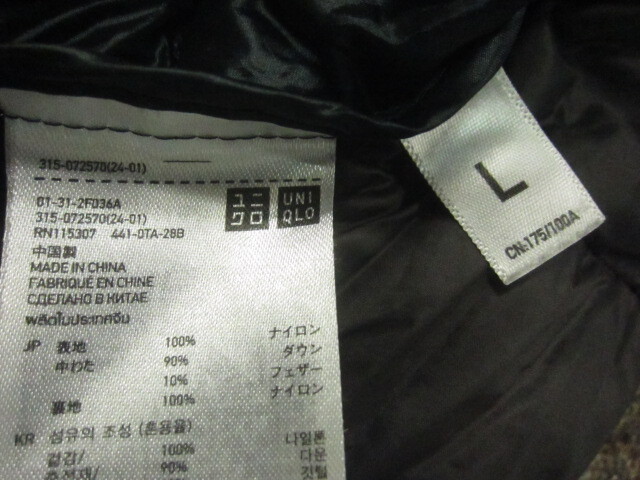 315-072570(24-01)
01-31-2F036A
315-072570(24-01)
RN115307 441-0TA-28B
ユニ
クロ
UNI
QLO
中国製
MADE IN CHINA
FABRIQUÉ EN CHINE
СДЕЛАНО В КИТАЕ
ผลิตในประเทศจีน
JP 表地 100% ナイロン
中わた 90% ダウン
10% フェザー
裏地 100% ナイロン
KR 섬유의 조성 (혼용율)
겉감/ 100% 나일론
충전재/ 90% 다운
깃털
L
CN:175/100A